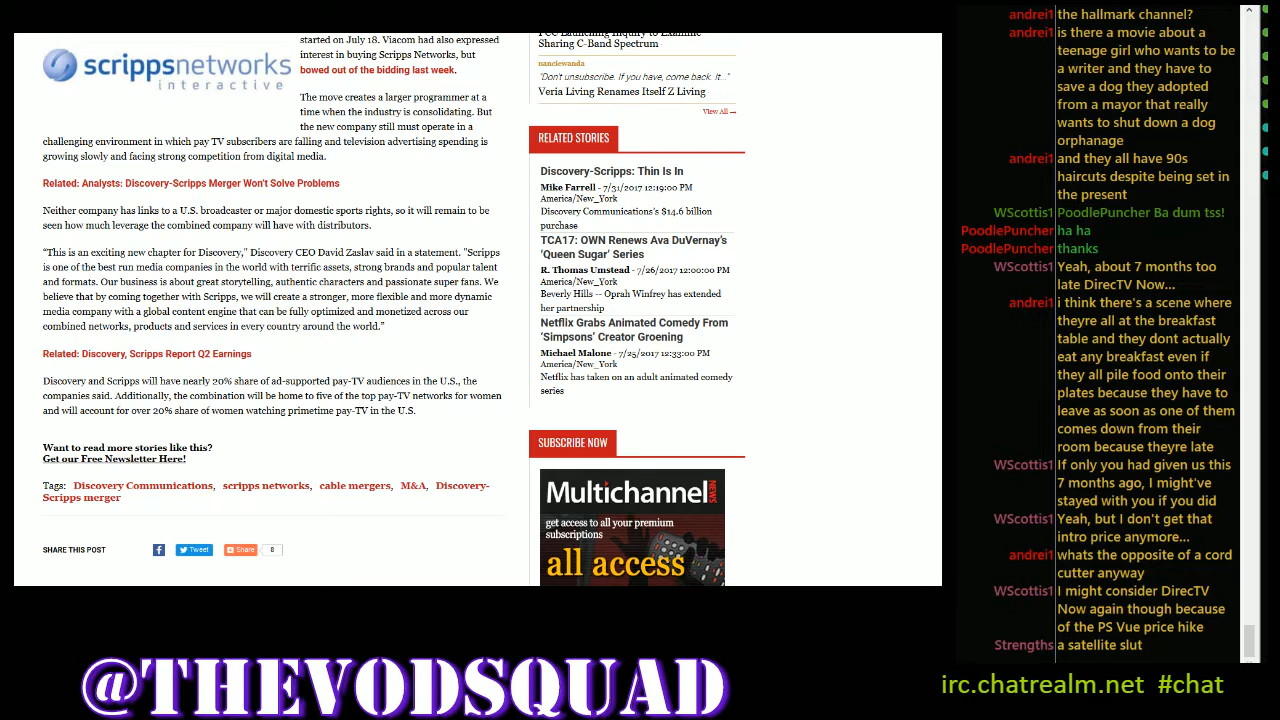 started on July 18. Viacom had also expressed
interest in buying Scripps Networks, but
bowed out of the bidding last week.
scrippsnetworks
interactive
The move creates a larger programmer at a
time when the industry is consolidating. But
the new company still must operate in a
challenging environment in which pay TV subscribers are falling and television advertising spending is
growing slowly and facing strong competition from digital media.
Related: Analysts: Discovery-Scripps Merger Won't Solve Problems
Neither company has links to a U.S. broadcaster or major domestic sports rights, so it will remain to be
seen how much leverage the combined company will have with distributors.
“This is an exciting new chapter for Discovery," Discovery CEO David Zaslav said in a statement. "Scripps
is one of the best run media companies in the world with terrific assets, strong brands and popular talent
and formats. Our business is about great storytelling, authentic characters and passionate super fans. We
believe that by coming together with Scripps, we will create a stronger, more flexible and more dynamic
media company with a global content engine that can be fully optimized and monetized across our
combined networks, products and services in every country around the world.”
Related: Discovery, Scripps Report Q2 Earnings
Discovery and Scripps will have nearly 20% share of ad-supported pay-TV audiences in the U.S., the
companies said. Additionally, the combination will be home to five of the top pay-TV networks for women
and will account for over 20% share of women watching primetime pay-TV in the U.S.
Want to read more stories like this?
Get our Free Newsletter Here!
Tags: Discovery Communications, scripps networks, cable mergers, M&A, Discovery-
Scripps merger
SHARE THIS POST
Tweet
Share
8
FCC Launching Inquiry to Examine
Sharing C-Band Spectrum
nanciewanda
"Don't unsubscribe. If you have, come back. It..."
Veria Living Renames Itself Z Living
View All →
RELATED STORIES
Discovery-Scripps: Thin Is In
Mike Farrell - 7/31/2017 12:19:00 PM
America/New_York
Discovery Communications's $14.6 billion
purchase
TCA17: OWN Renews Ava DuVernay’s
‘Queen Sugar’ Series
R. Thomas Umstead - 7/26/2017 12:00:00 PM
America/New_York
Beverly Hills -- Oprah Winfrey has extended
her partnership
Netflix Grabs Animated Comedy From
‘Simpsons’ Creator Groening
Michael Malone - 7/25/2017 12:33:00 PM
America/New_York
Netflix has taken on an adult animated comedy
series
SUBSCRIBE NOW
Multichannel NEWS
get access to all your premium
subscriptions
all access
andrei1 the hallmark channel?
andrei1 is there a movie about a
teenage girl who wants to be
a writer and they have to
save a dog they adopted
from a mayor that really
wants to shut down a dog
orphanage
andrei1 and they all have 90s
haircuts despite being set in
the present
WScottis1 PoodlePuncher Ba dum tss!
PoodlePuncher ha ha
PoodlePuncher thanks
WScottis1 Yeah, about 7 months too
late DirecTV Now...
andrei1 i think there's a scene where
theyre all at the breakfast
table and they dont actually
eat any breakfast even if
they all pile food onto their
plates because they have to
leave as soon as one of them
comes down from their
room because theyre late
WScottis1 If only you had given us this
7 months ago, I might've
stayed with you if you did
WScottis1 Yeah, but I don't get that
intro price anymore...
andrei1 whats the opposite of a cord
cutter anyway
WScottis1 I might consider DirecTV
Now again though because
of the PS Vue price hike
Strengths a satellite slut
@THEVODSQUAD
irc.chatrealm.net #chat